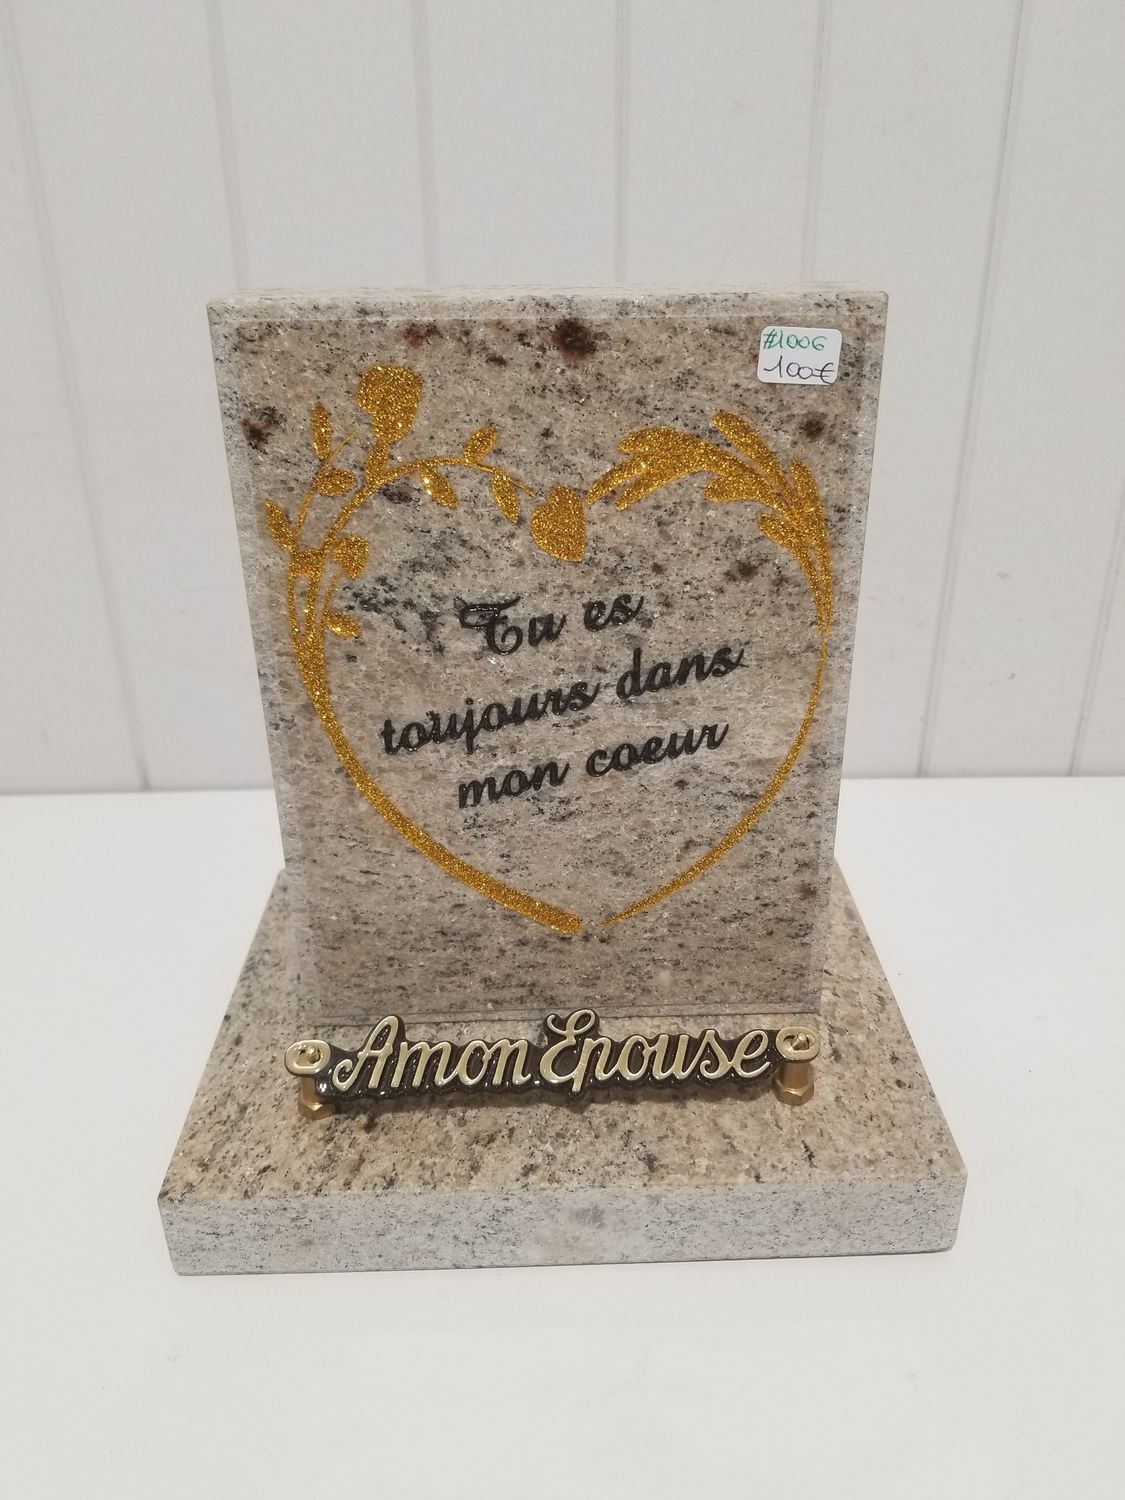 #1006
100€
Tu es
toujours dans
mon coeur
A mon Epouse